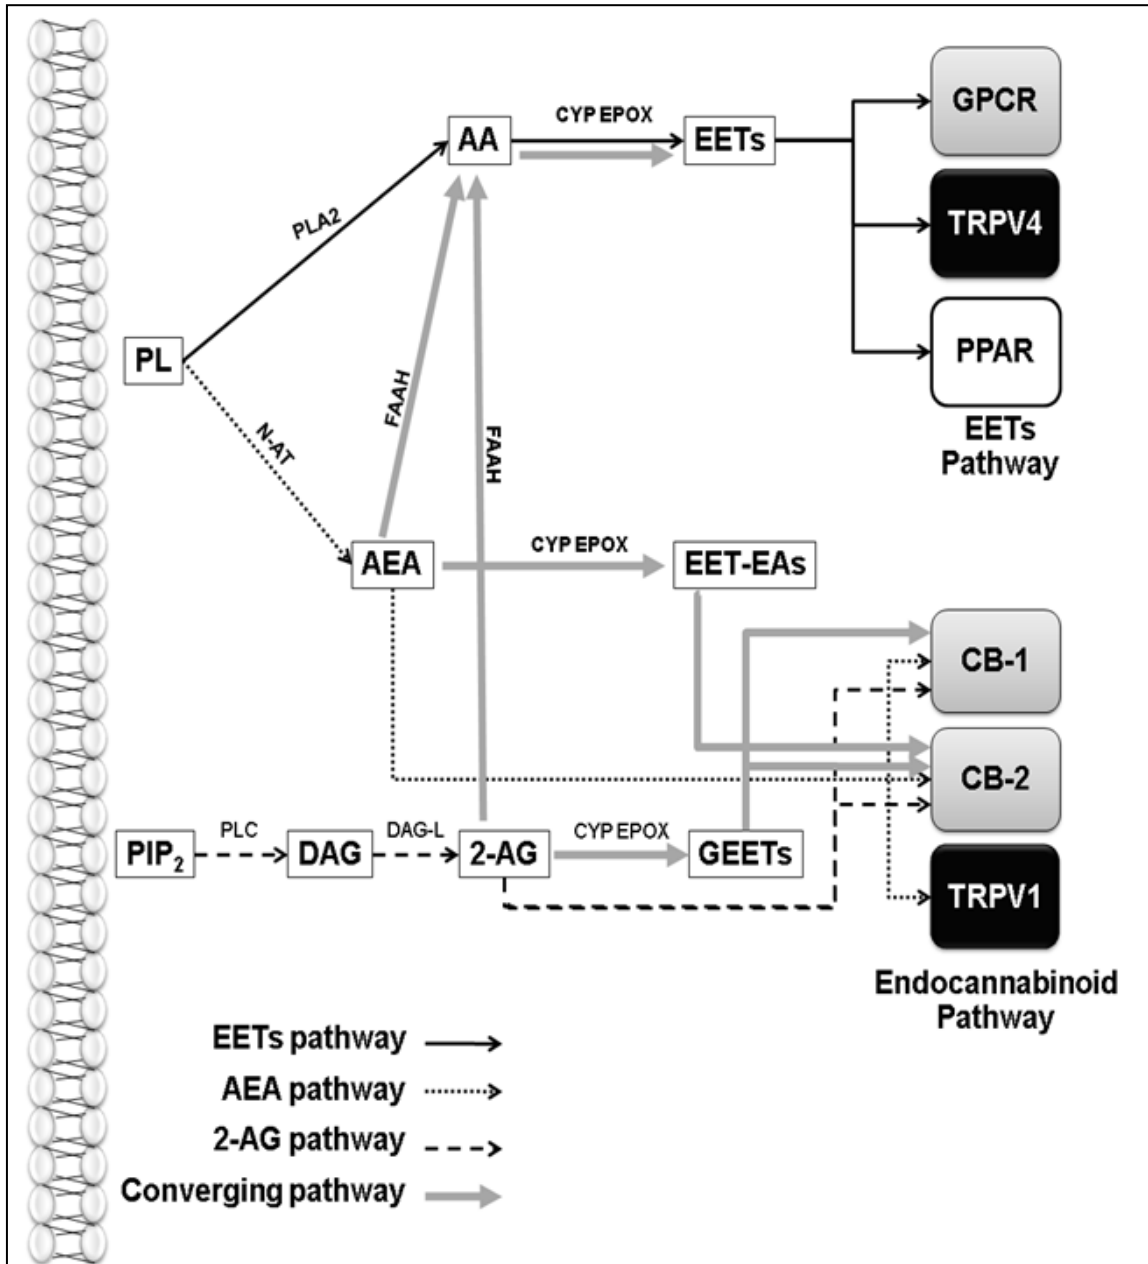 GPCR
CYP EPOX
AA
EETs
PLA2
TRPV4
PL
PPAR
EETs
Pathway
FAAH
FAAH
N-AT
CYP EPOX
AEA
EET-EAs
CB-1
CB-2
PLC
DAG-L
CYP EPOX
PIP2
DAG
2-AG
GEETs
TRPV1
Endocannabinoid
Pathway
EETs pathway
AEA pathway
2-AG pathway
Converging pathway